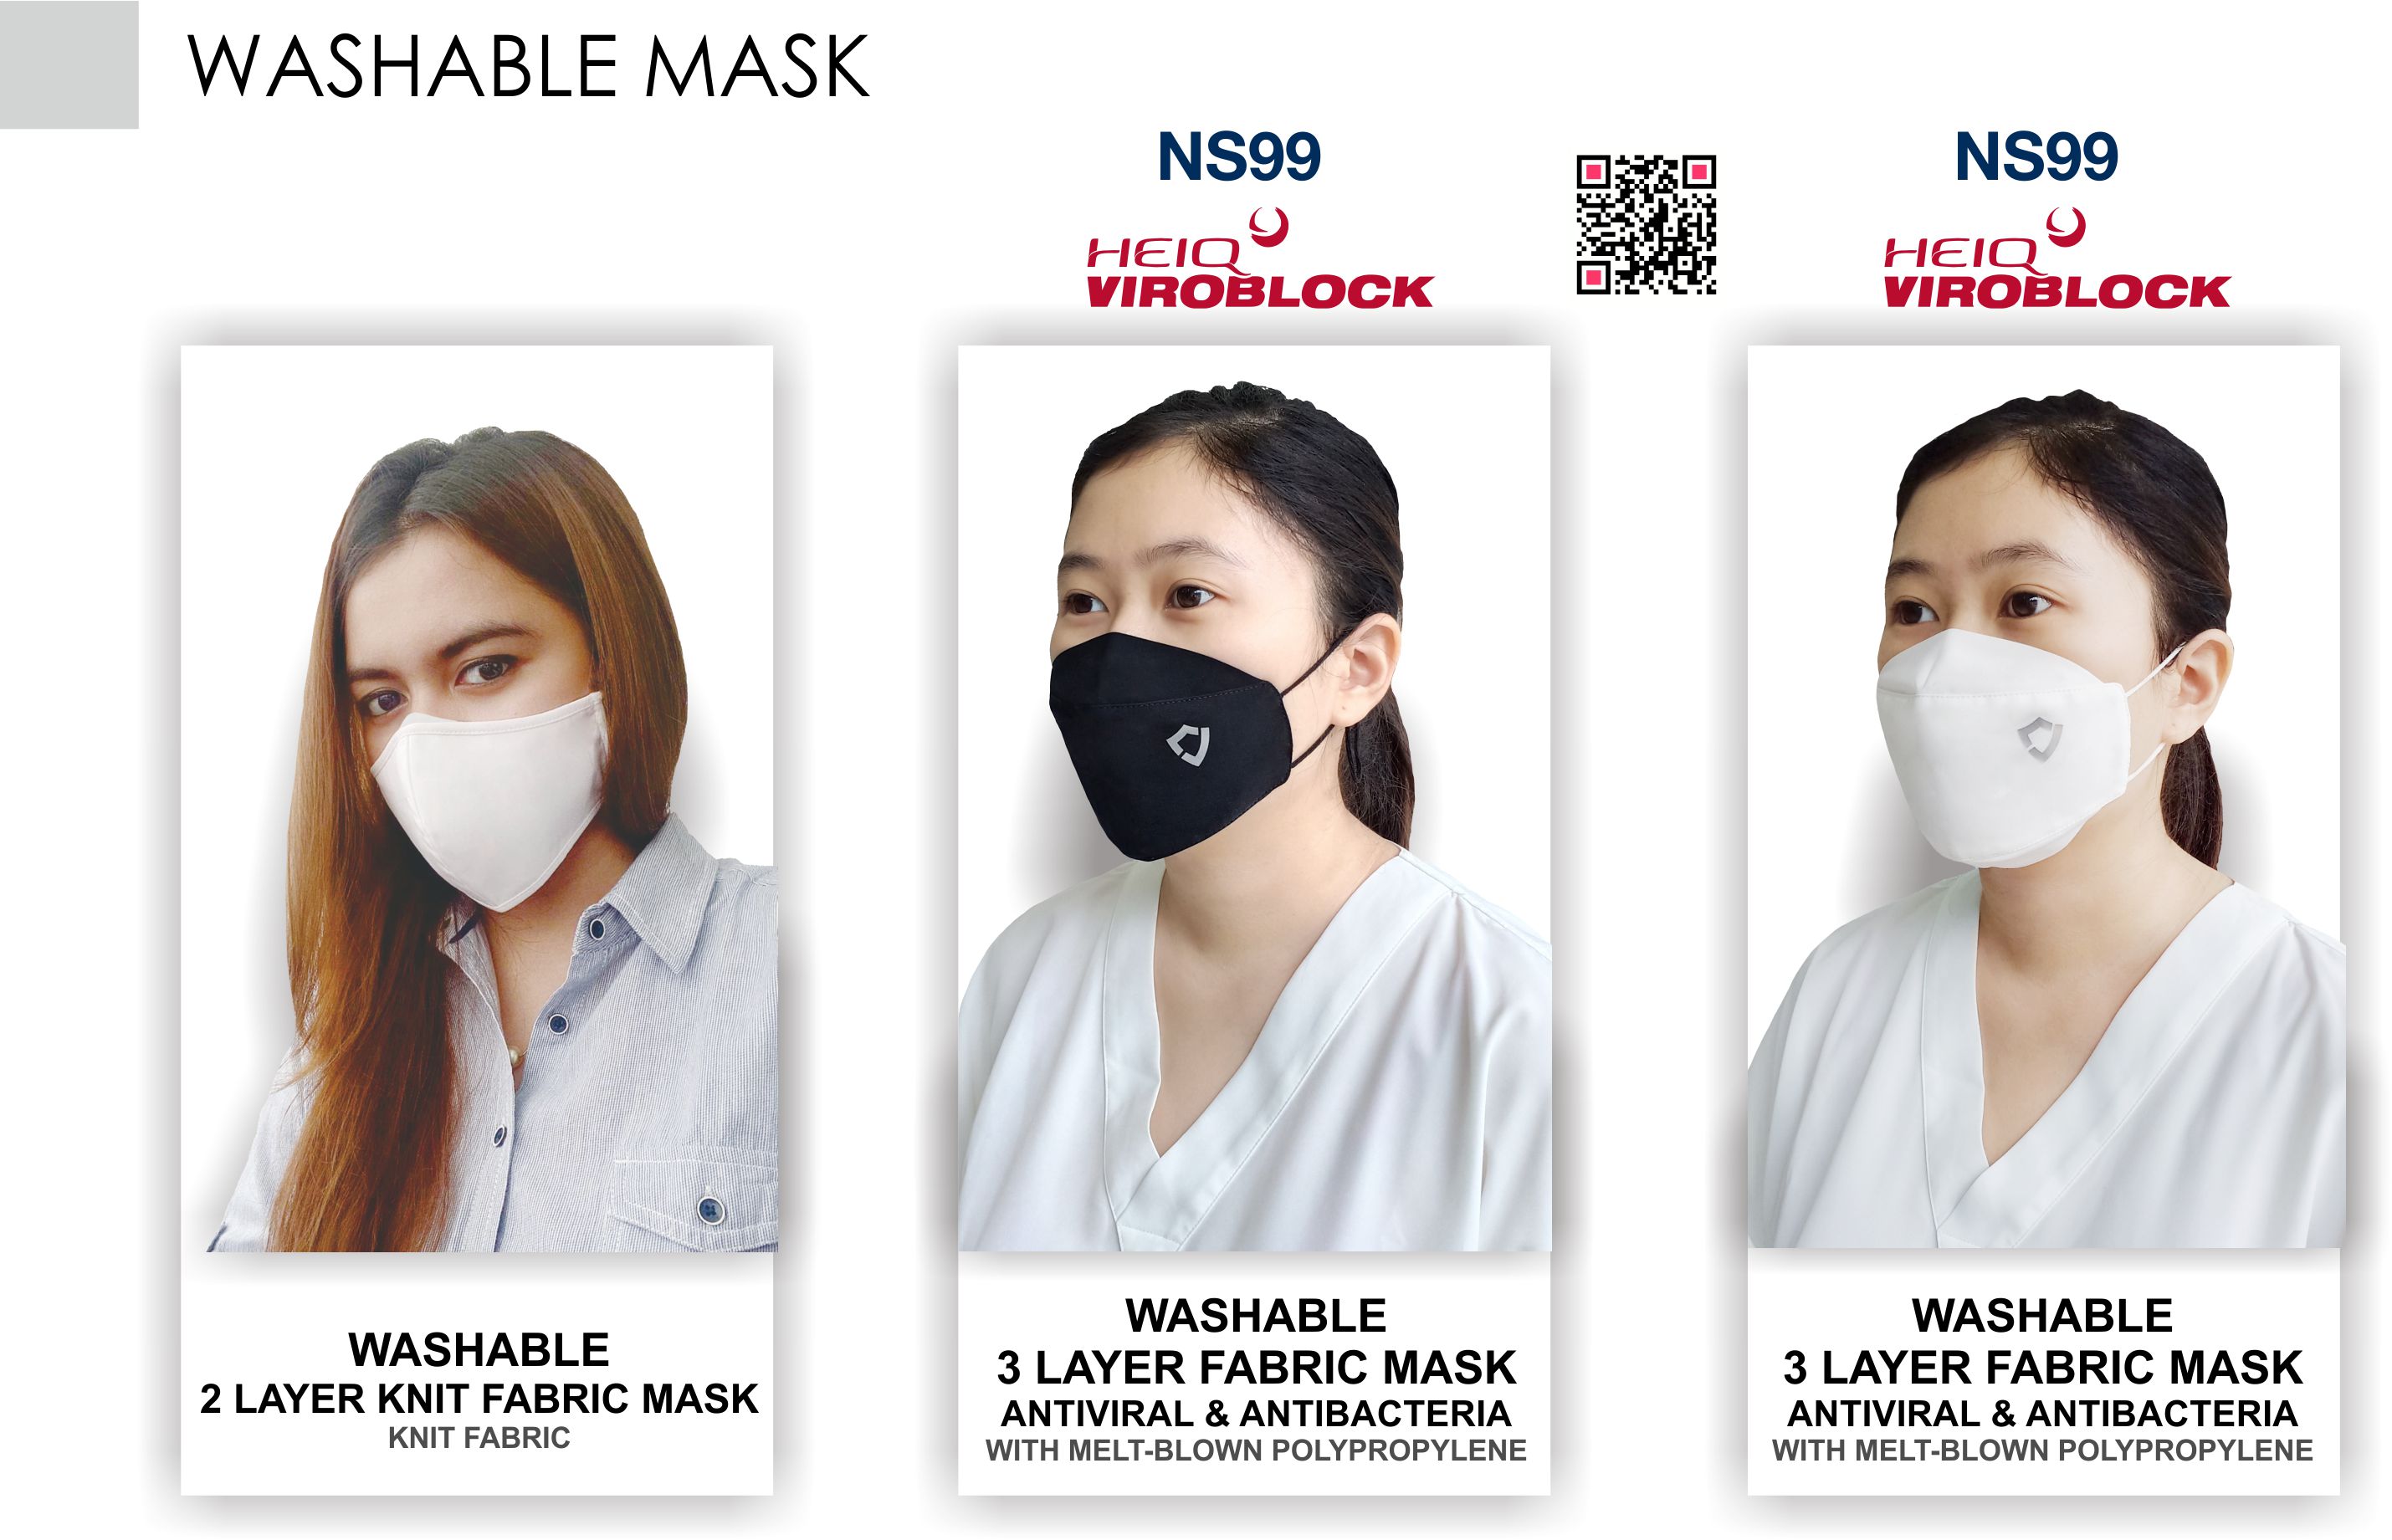 WASHABLE MASK
NS99
HEIQ
VIROBLOCK
NS99
HEIQ
VIROBLOCK
WASHABLE
2 LAYER KNIT FABRIC MASK
KNIT FABRIC
WASHABLE
3 LAYER FABRIC MASK
ANTIVIRAL & ANTIBACTERIA
WITH MELT-BLOWN POLYPROPYLENE
WASHABLE
3 LAYER FABRIC MASK
ANTIVIRAL & ANTIBACTERIA
WITH MELT-BLOWN POLYPROPYLENE